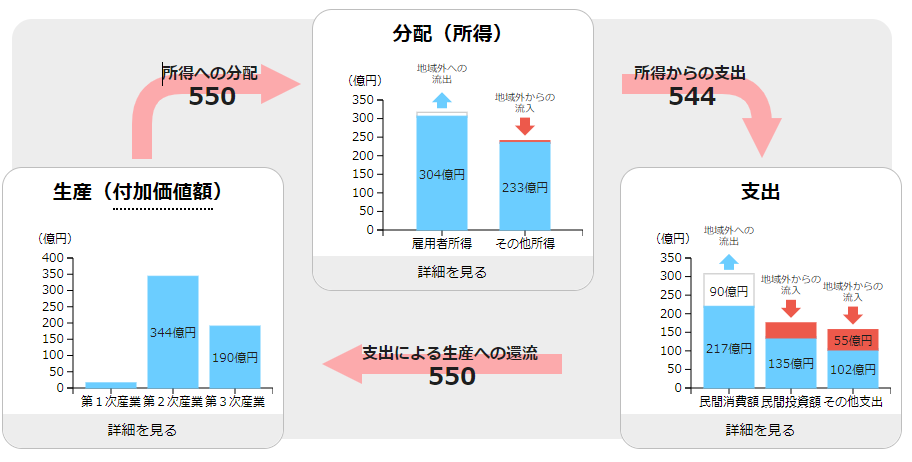 分配（所得）
所得への分配
550
所得からの支出
544
（億円）
地域外への
流出
地域外からの
流入
350
300
250
200
150
100
50
0
304億円
233億円
雇用者所得 その他所得
詳細を見る
生産（付加価値額）
（億円）
400
350
300
250
200
150
100
50
0
344億円
190億円
第１次産業 第２次産業 第３次産業
詳細を見る
支出による生産への還流
550
支出
（億円）
地域外への
流出
地域外からの
流入
地域外からの
流入
350
300
250
200
150
100
50
0
90億円
217億円
135億円
55億円
102億円
民間消費額 民間投資額 その他支出
詳細を見る